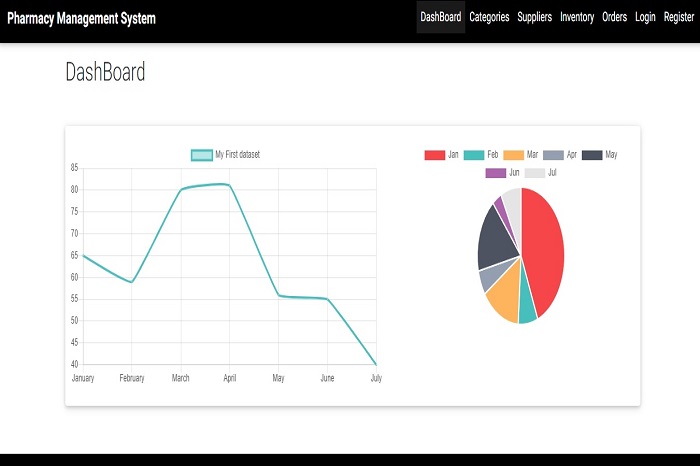 Pharmacy Management System
DashBoard Categories Suppliers Inventory Orders Login Register
DashBoard
My First dataset
85
80
75
70
65
60
55
50
45
40
January February March April May June July
Jan Feb Mar Apr May
Jun Jul